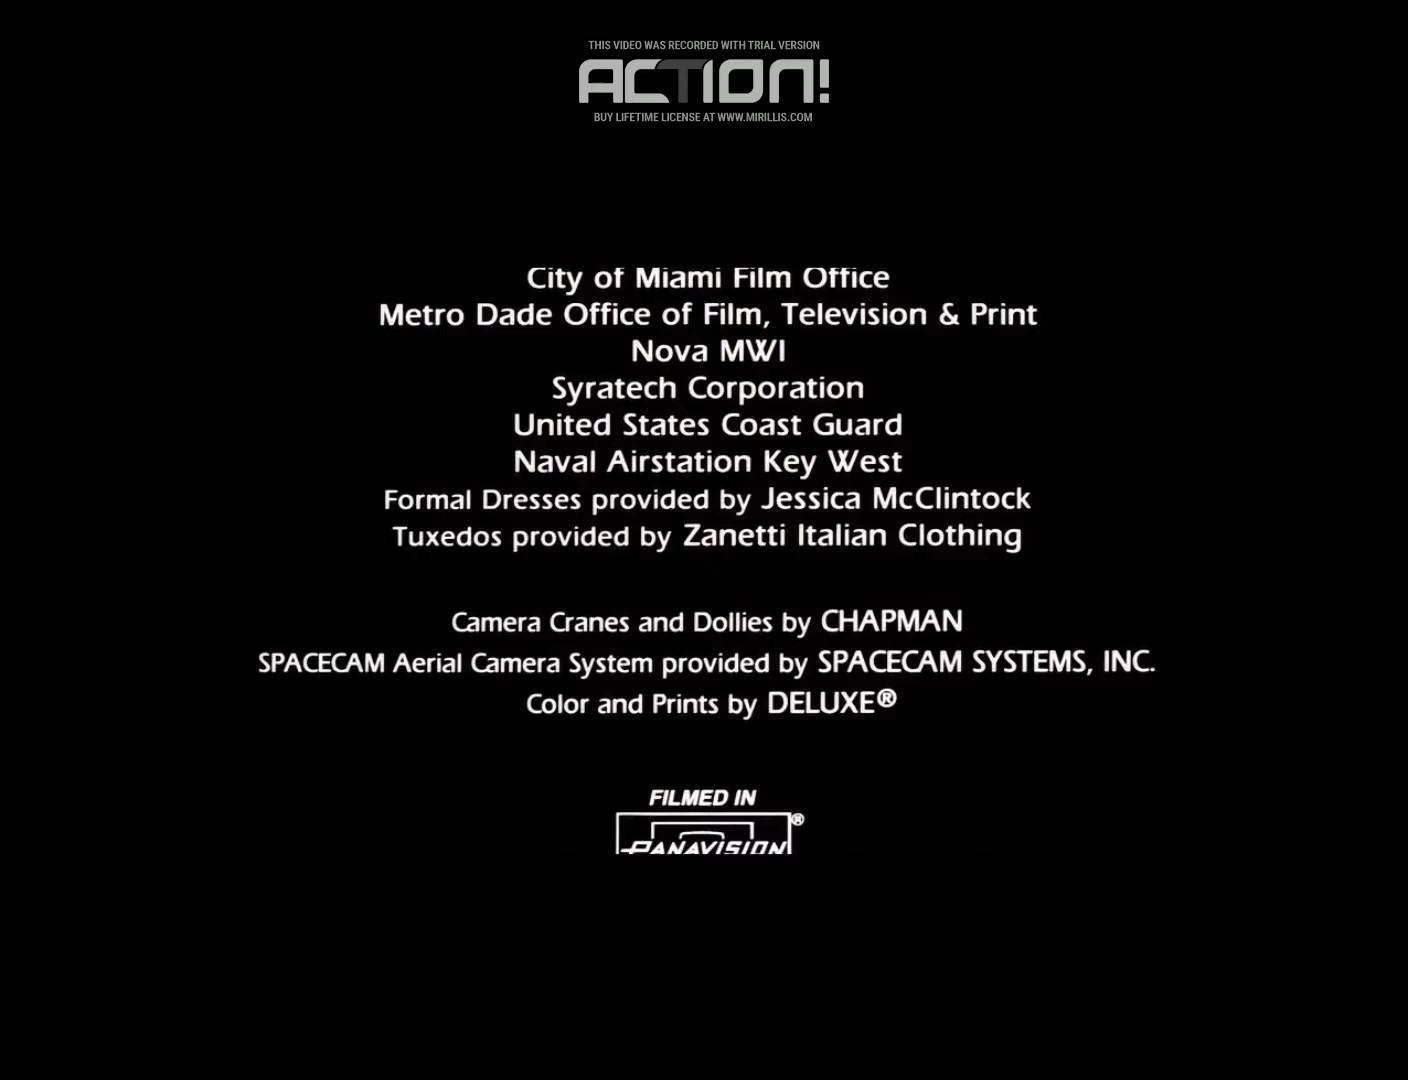 THIS VIDEO WAS RECORDED WITH TRIAL VERSION
ACTION!
BUY LIFETIME LICENSE AT WWW.MIRILLIS.COM
City of Miami Film Office
Metro Dade Office of Film, Television & Print
Nova MWI
Syratech Corporation
United States Coast Guard
Naval Airstation Key West
Formal Dresses provided by Jessica McClintock
Tuxedos provided by Zanetti Italian Clothing
Camera Cranes and Dollies by CHAPMAN
SPACECAM Aerial Camera System provided by SPACECAM SYSTEMS, INC.
Color and Prints by DELUXE®
FILMED IN
PANAVISION®